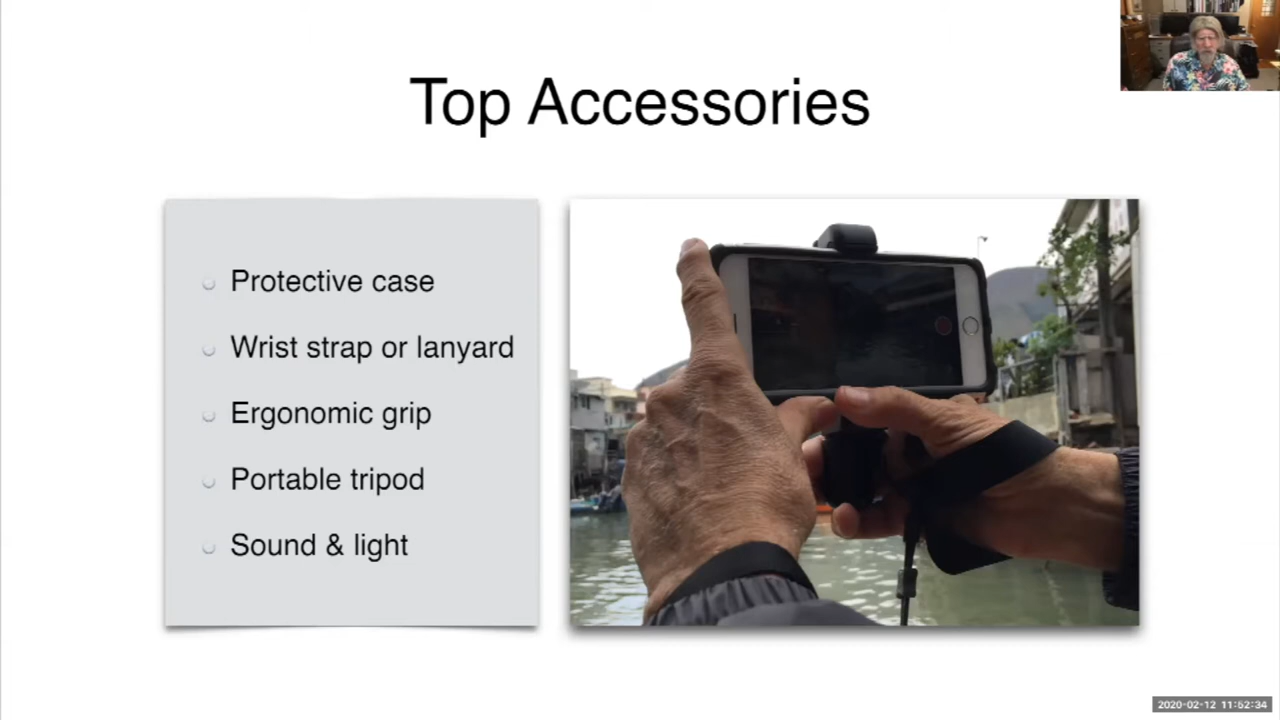 Top Accessories
Protective case
Wrist strap or lanyard
Ergonomic grip
Portable tripod
Sound & light
2020-02-12 11:52:34